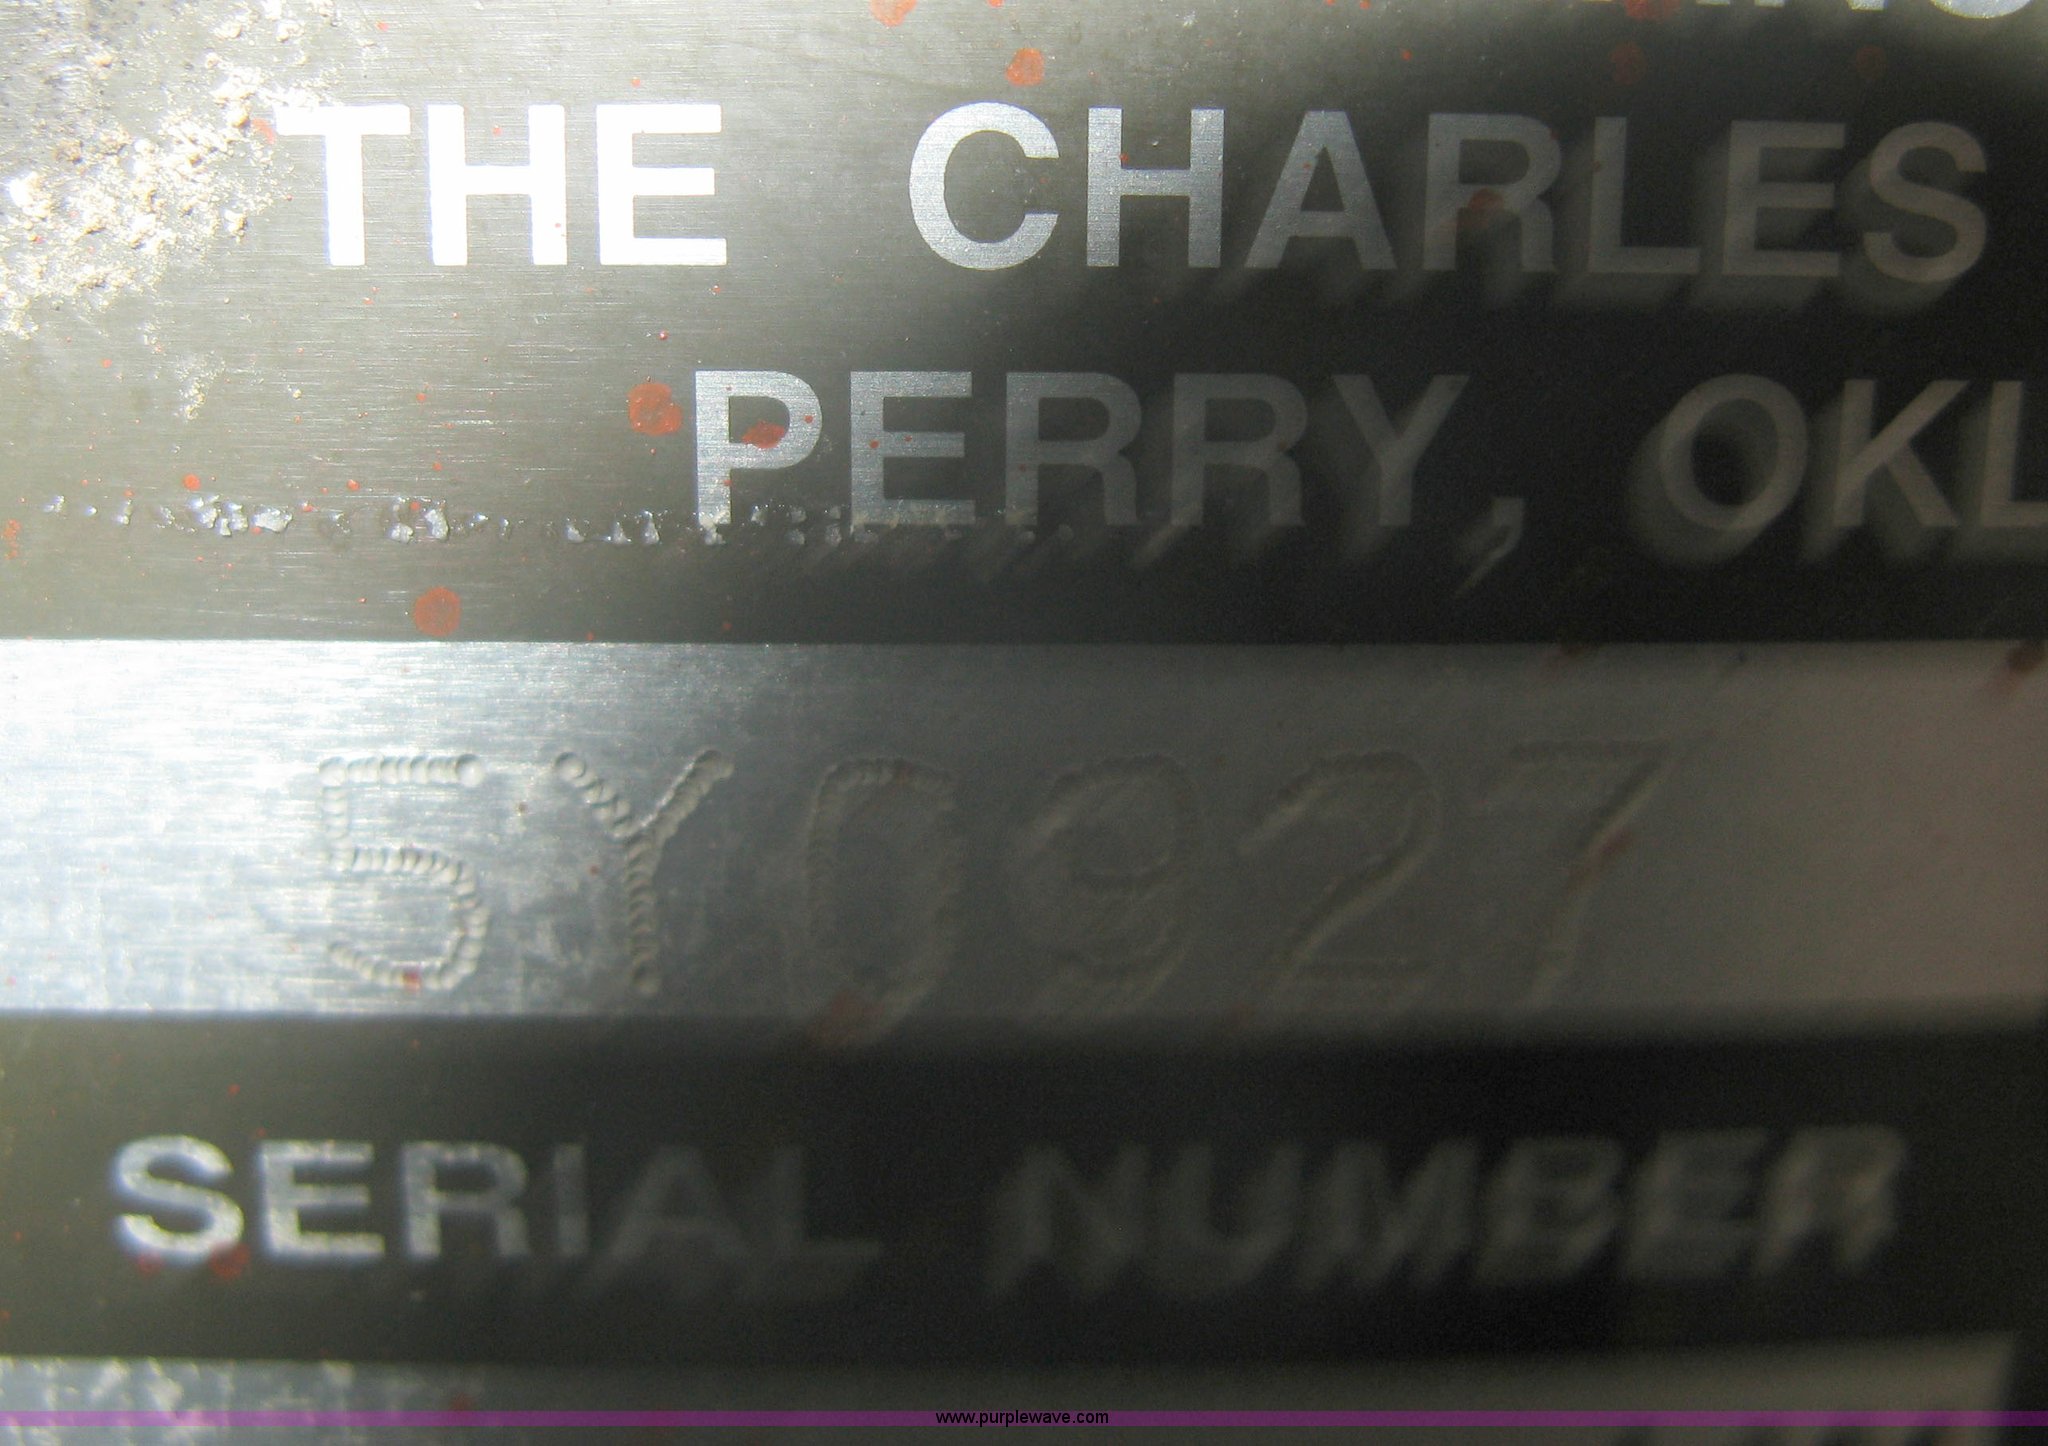 THE CHARLES
PERRY, OKL
5Y0927
SERIAL NUMBER
www.purplewave.com